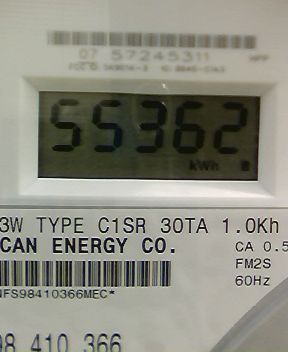 07 57245311
55362
kWh
3W TYPE C1SR 30TA 1.0Kh
CAN ENERGY CO.
CA 0.5
FM2S
60Hz
NFS98410366MEC*
98 410 366